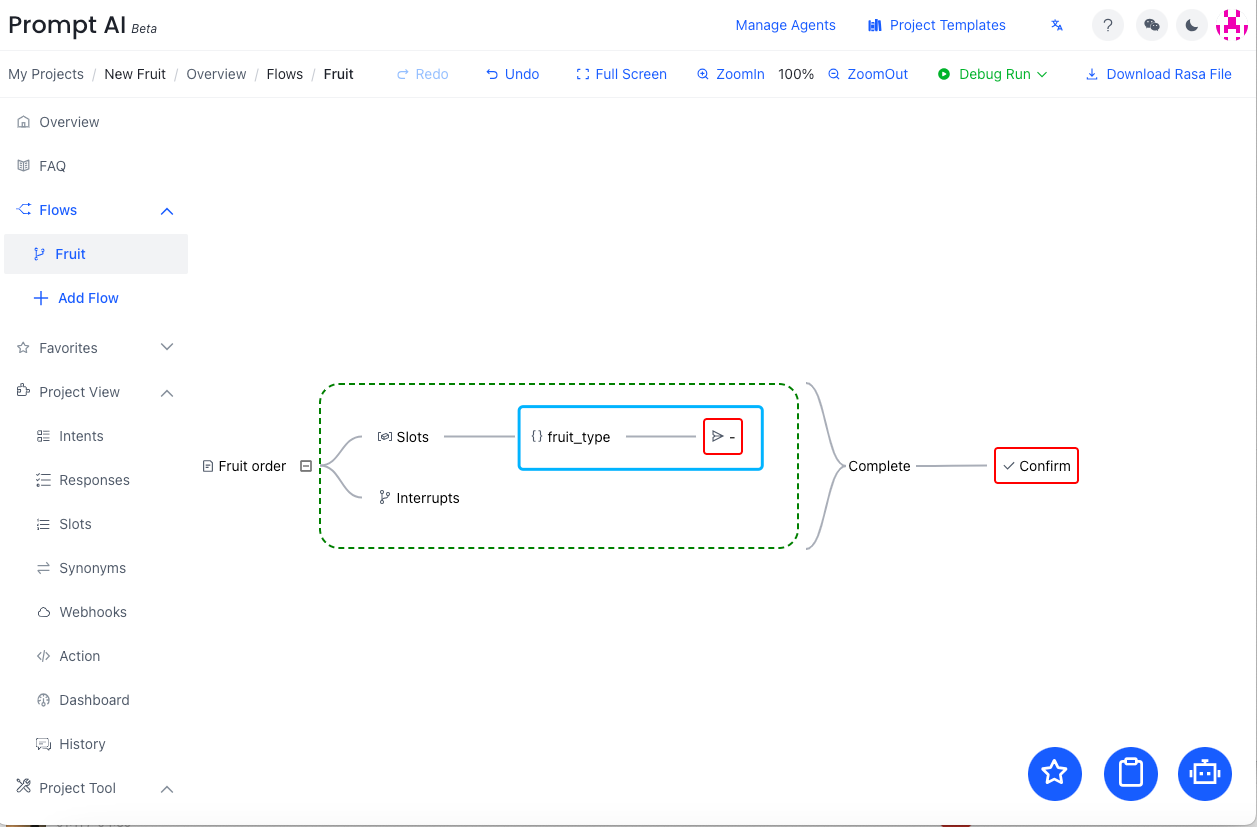 Prompt AI Beta
Manage Agents Project Templates
My Projects / New Fruit / Overview / Flows / Fruit
Redo Undo Full Screen ZoomIn 100% ZoomOut Debug Run Download Rasa File
Overview
FAQ
Flows
Fruit
Add Flow
Favorites
Project View
Intents
Responses
Slots
Synonyms
Webhooks
Action
Dashboard
History
Project Tool
Fruit order
Slots
{} fruit_type
-
Interrupts
Complete
Confirm